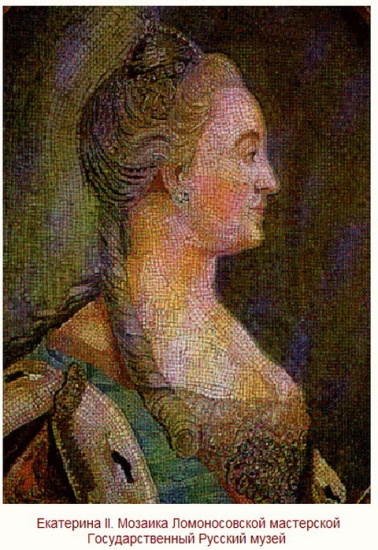 Екатерина II. Мозаика Ломоносовской мастерской
Государственный Русский музей